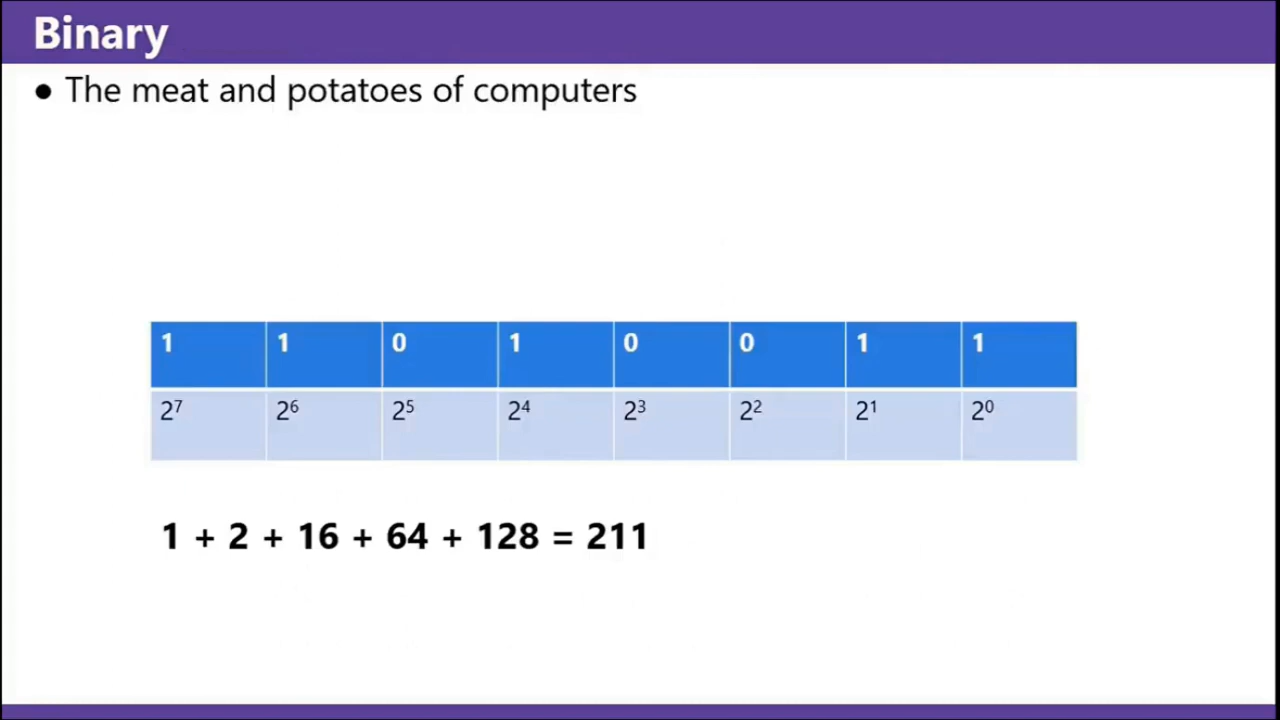 Binary
● The meat and potatoes of computers
1 1 0 1 0 0 1 1
2⁷ 2⁶ 2⁵ 2⁴ 2³ 2² 2¹ 2⁰
1 + 2 + 16 + 64 + 128 = 211